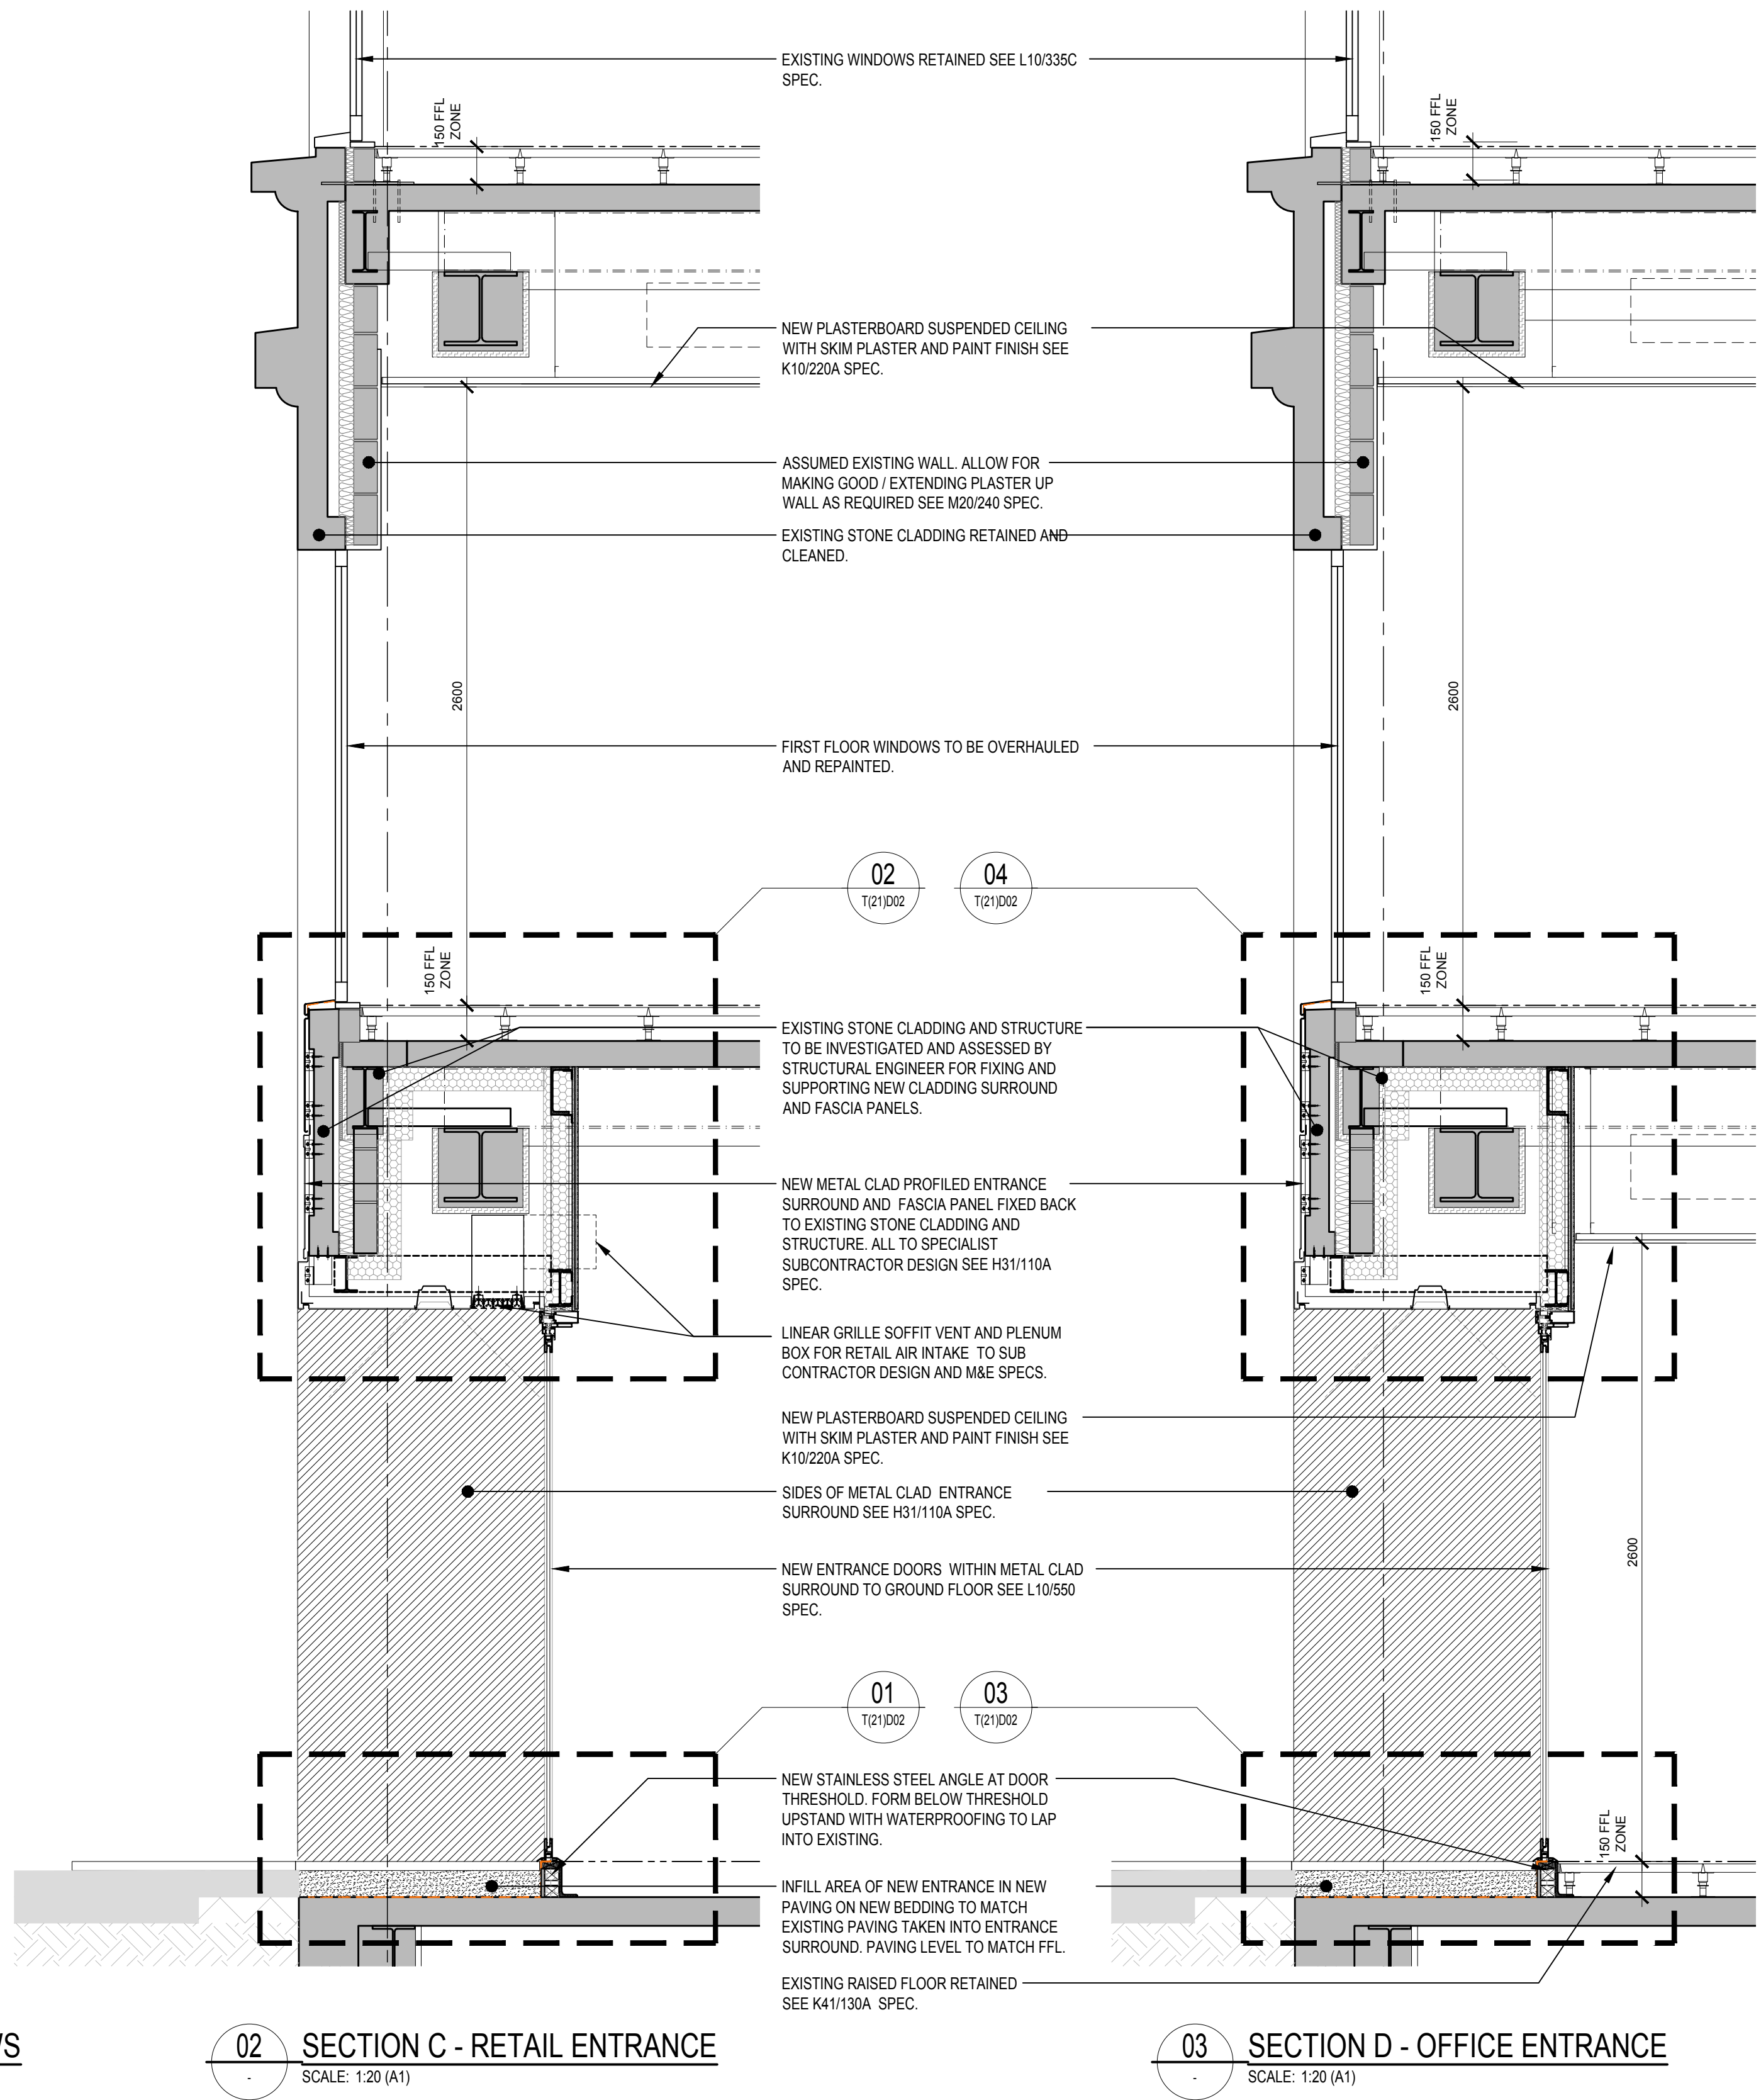 EXISTING WINDOWS RETAINED SEE L10/335C
SPEC.
150 FFL
ZONE
150 FFL
ZONE
NEW PLASTERBOARD SUSPENDED CEILING
WITH SKIM PLASTER AND PAINT FINISH SEE
K10/220A SPEC.
ASSUMED EXISTING WALL. ALLOW FOR
MAKING GOOD / EXTENDING PLASTER UP
WALL AS REQUIRED SEE M20/240 SPEC.
EXISTING STONE CLADDING RETAINED AND
CLEANED.
2600
2600
FIRST FLOOR WINDOWS TO BE OVERHAULED
AND REPAINTED.
02
T(21)D02
04
T(21)D02
150 FFL
ZONE
150 FFL
ZONE
EXISTING STONE CLADDING AND STRUCTURE
TO BE INVESTIGATED AND ASSESSED BY
STRUCTURAL ENGINEER FOR FIXING AND
SUPPORTING NEW CLADDING SURROUND
AND FASCIA PANELS.
NEW METAL CLAD PROFILED ENTRANCE
SURROUND AND FASCIA PANEL FIXED BACK
TO EXISTING STONE CLADDING AND
STRUCTURE. ALL TO SPECIALIST
SUBCONTRACTOR DESIGN SEE H31/110A
SPEC.
LINEAR GRILLE SOFFIT VENT AND PLENUM
BOX FOR RETAIL AIR INTAKE TO SUB
CONTRACTOR DESIGN AND M&E SPECS.
NEW PLASTERBOARD SUSPENDED CEILING
WITH SKIM PLASTER AND PAINT FINISH SEE
K10/220A SPEC.
SIDES OF METAL CLAD ENTRANCE
SURROUND SEE H31/110A SPEC.
NEW ENTRANCE DOORS WITHIN METAL CLAD
SURROUND TO GROUND FLOOR SEE L10/550
SPEC.
2600
01
T(21)D02
03
T(21)D02
NEW STAINLESS STEEL ANGLE AT DOOR
THRESHOLD. FORM BELOW THRESHOLD
UPSTAND WITH WATERPROOFING TO LAP
INTO EXISTING.
150 FFL
ZONE
INFILL AREA OF NEW ENTRANCE IN NEW
PAVING ON NEW BEDDING TO MATCH
EXISTING PAVING TAKEN INTO ENTRANCE
SURROUND. PAVING LEVEL TO MATCH FFL.
EXISTING RAISED FLOOR RETAINED
SEE K41/130A SPEC.
02
-
SECTION C - RETAIL ENTRANCE
SCALE: 1:20 (A1)
03
-
SECTION D - OFFICE ENTRANCE
SCALE: 1:20 (A1)